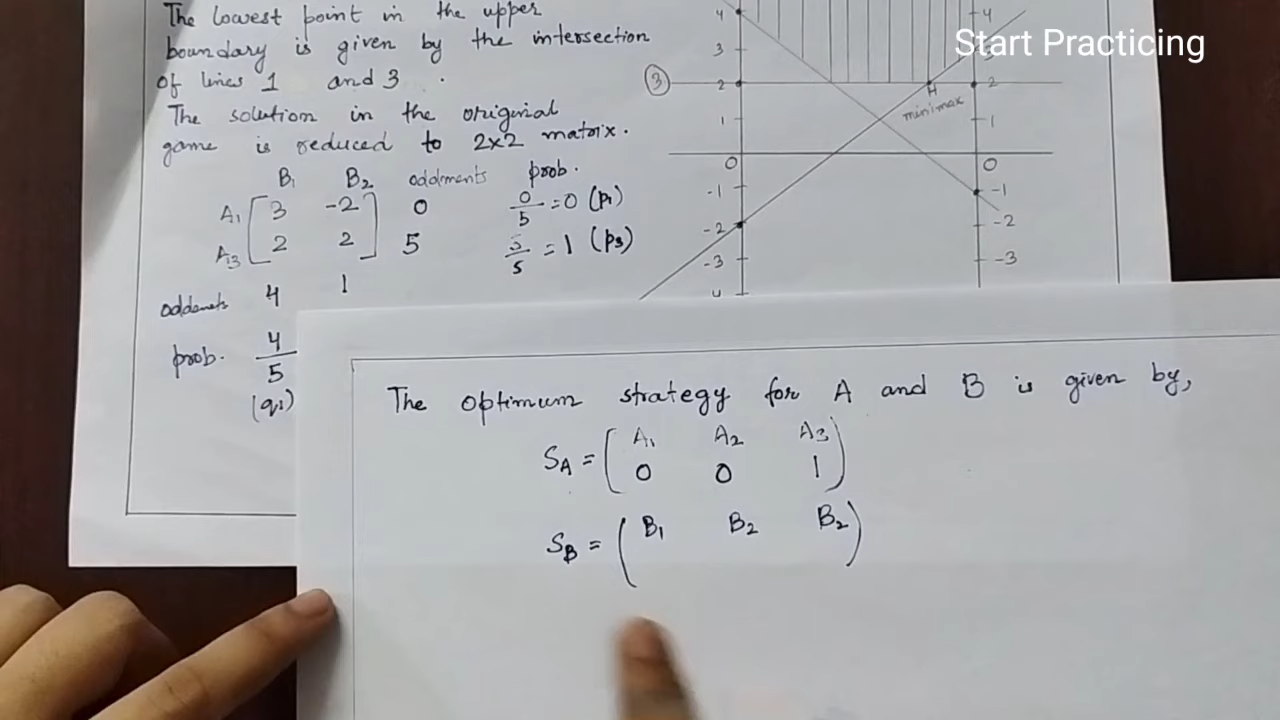 The lowest point in the upper
boundary is given by the intersection
of lines 1 and 3 .
The solution in the original
game is reduced to 2x2 matrix.
B1 B2 oddments prob.
A1 [ 3 -2 ] 0 0/5 = 0 (p1)
A3 [ 2 2 ] 5 5/5 = 1 (p3)
oddments 4 1
prob. 4/5
(q1)
4 4
Start Practicing
3
3 2 H 2
minimax
1 1
0 0
-1 -1
-2 -2
-3 -3
4
The optimum strategy for A and B is given by,
SA = ( A1 A2 A3
0 0 1 )
SB = ( B1 B2 B2 )